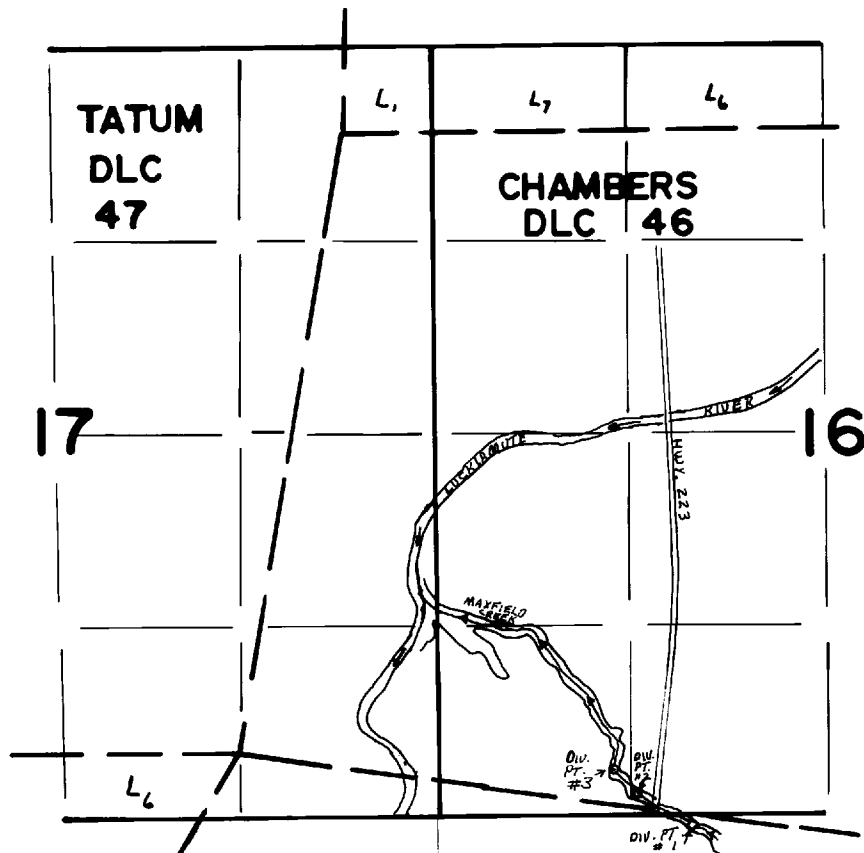 L₁
L₇
L₆
TATUM
DLC
47
CHAMBERS
DLC 46
17
16
LUCKIAMUTE
RIVER
HWY. 223
MAXFIELD
CREEK
DIV.
PT.
#3
DIV.
PT.
#2
L₆
DIV. PT.
#1